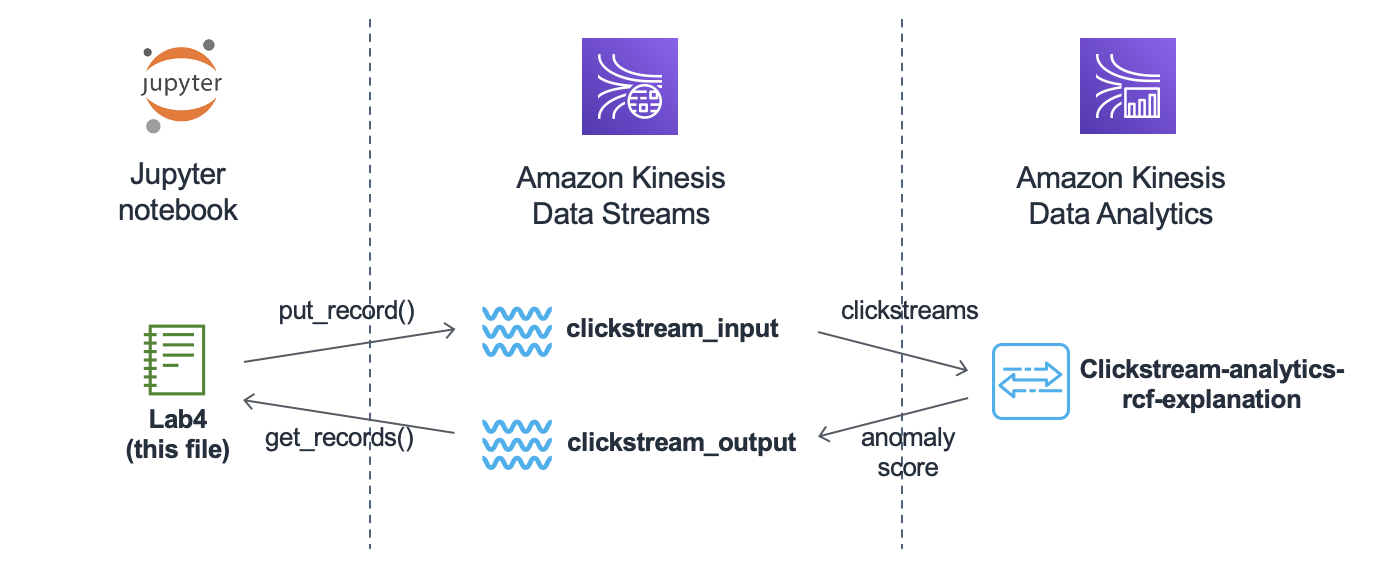 jupyter
Jupyter
notebook
Amazon Kinesis
Data Streams
Amazon Kinesis
Data Analytics
put_record()
clickstream_input
clickstreams
Clickstream-analytics-
rcf-explanation
Lab4
(this file)
get_records()
clickstream_output
anomaly
score